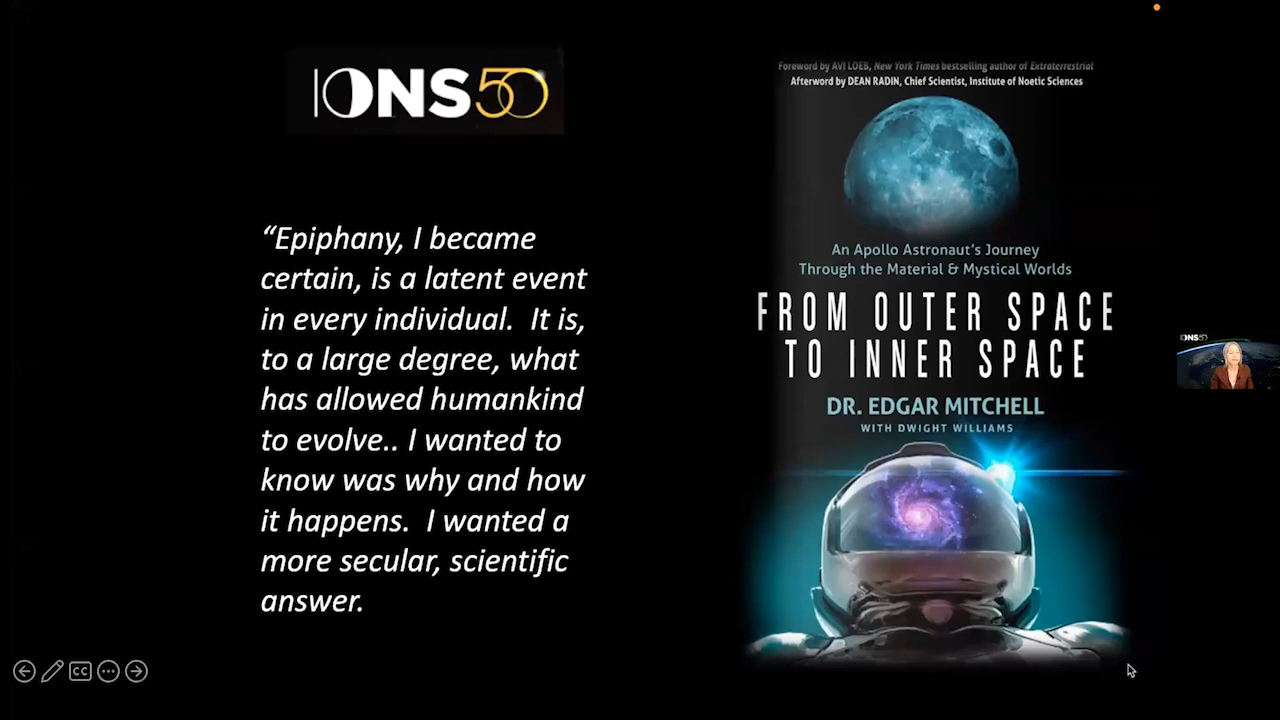 IONS50
“Epiphany, I became
certain, is a latent event
in every individual.  It is,
to a large degree, what
has allowed humankind
to evolve.. I wanted to
know was why and how
it happens.  I wanted a
more secular, scientific
answer.
Foreword by AVI LOEB, New York Times bestselling author of Extraterrestrial
Afterword by DEAN RADIN, Chief Scientist, Institute of Noetic Sciences
An Apollo Astronaut’s Journey
Through the Material & Mystical Worlds
FROM OUTER SPACE
TO INNER SPACE
DR. EDGAR MITCHELL
WITH DWIGHT WILLIAMS
IONS50
CC